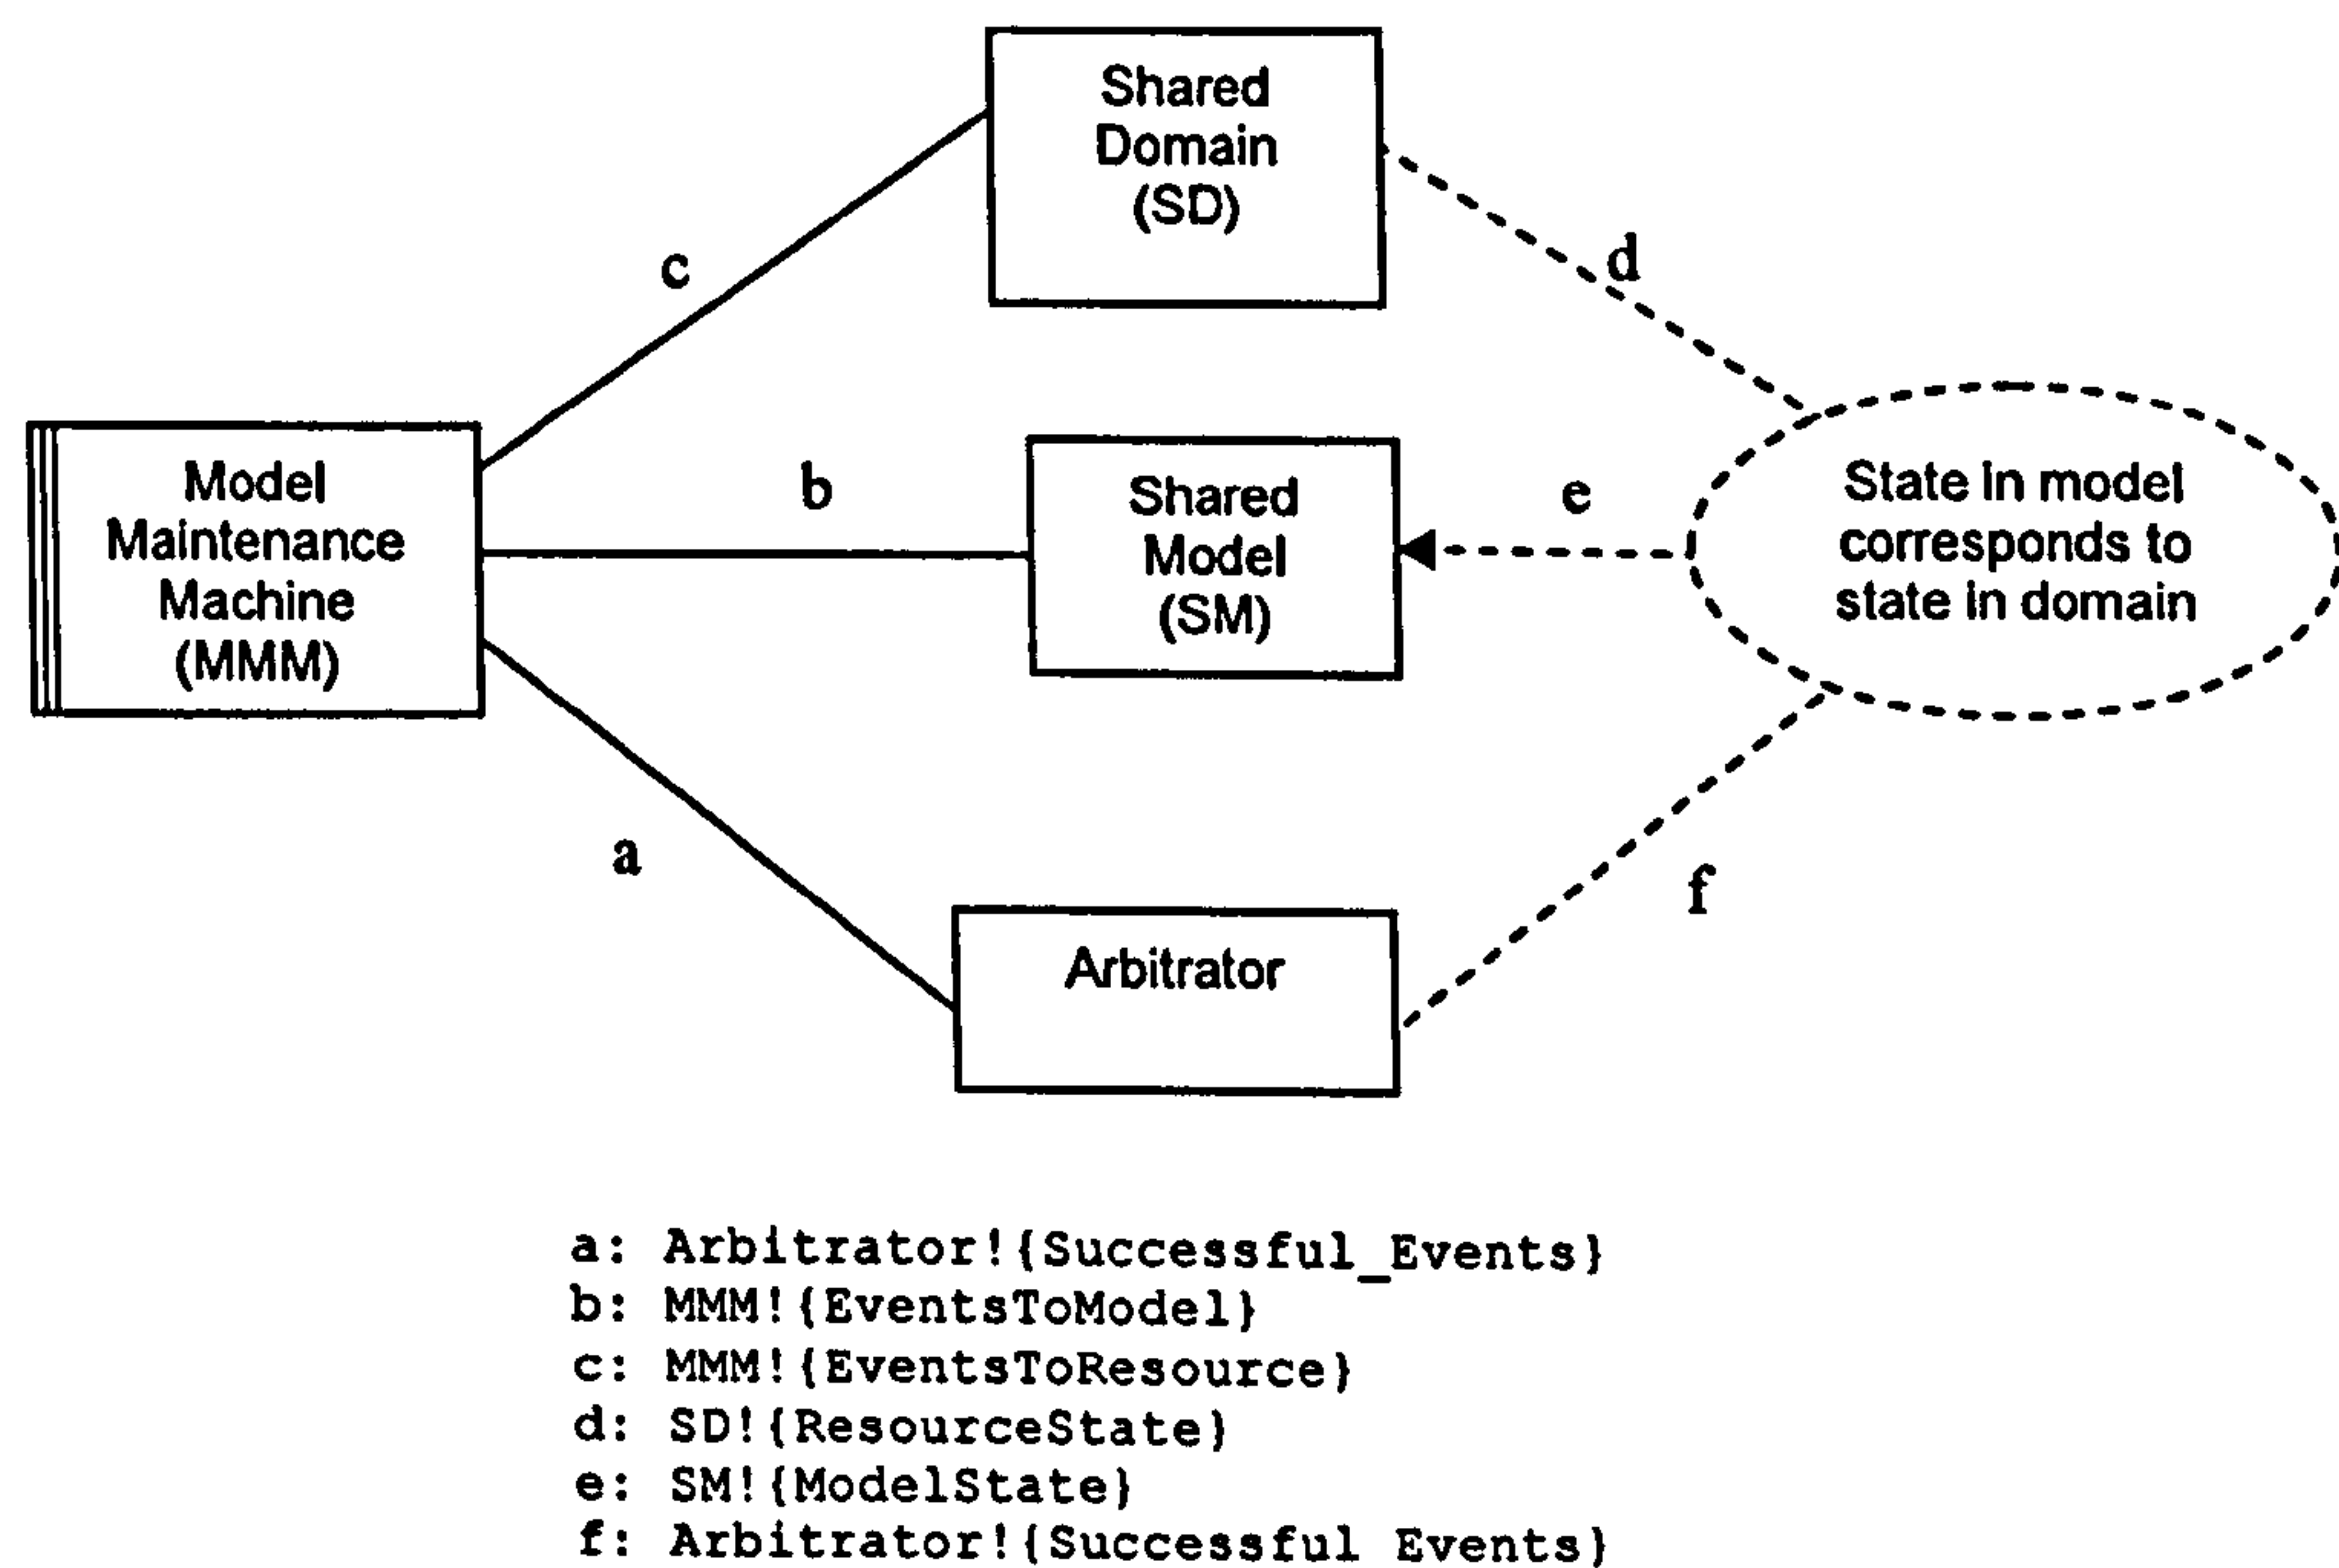 Shared
Domain
(SD)
c
d
Model
Maintenance
Machine
(MMM)
b
Shared
Model
(SM)
e
State in model
corresponds to
state in domain
a
Arbitrator
f
a: Arbitrator!{Successful_Events}
b: MMM!{EventsToModel}
c: MMM!{EventsToResource}
d: SD!{ResourceState}
e: SM!{ModelState}
f: Arbitrator!{Successful Events}